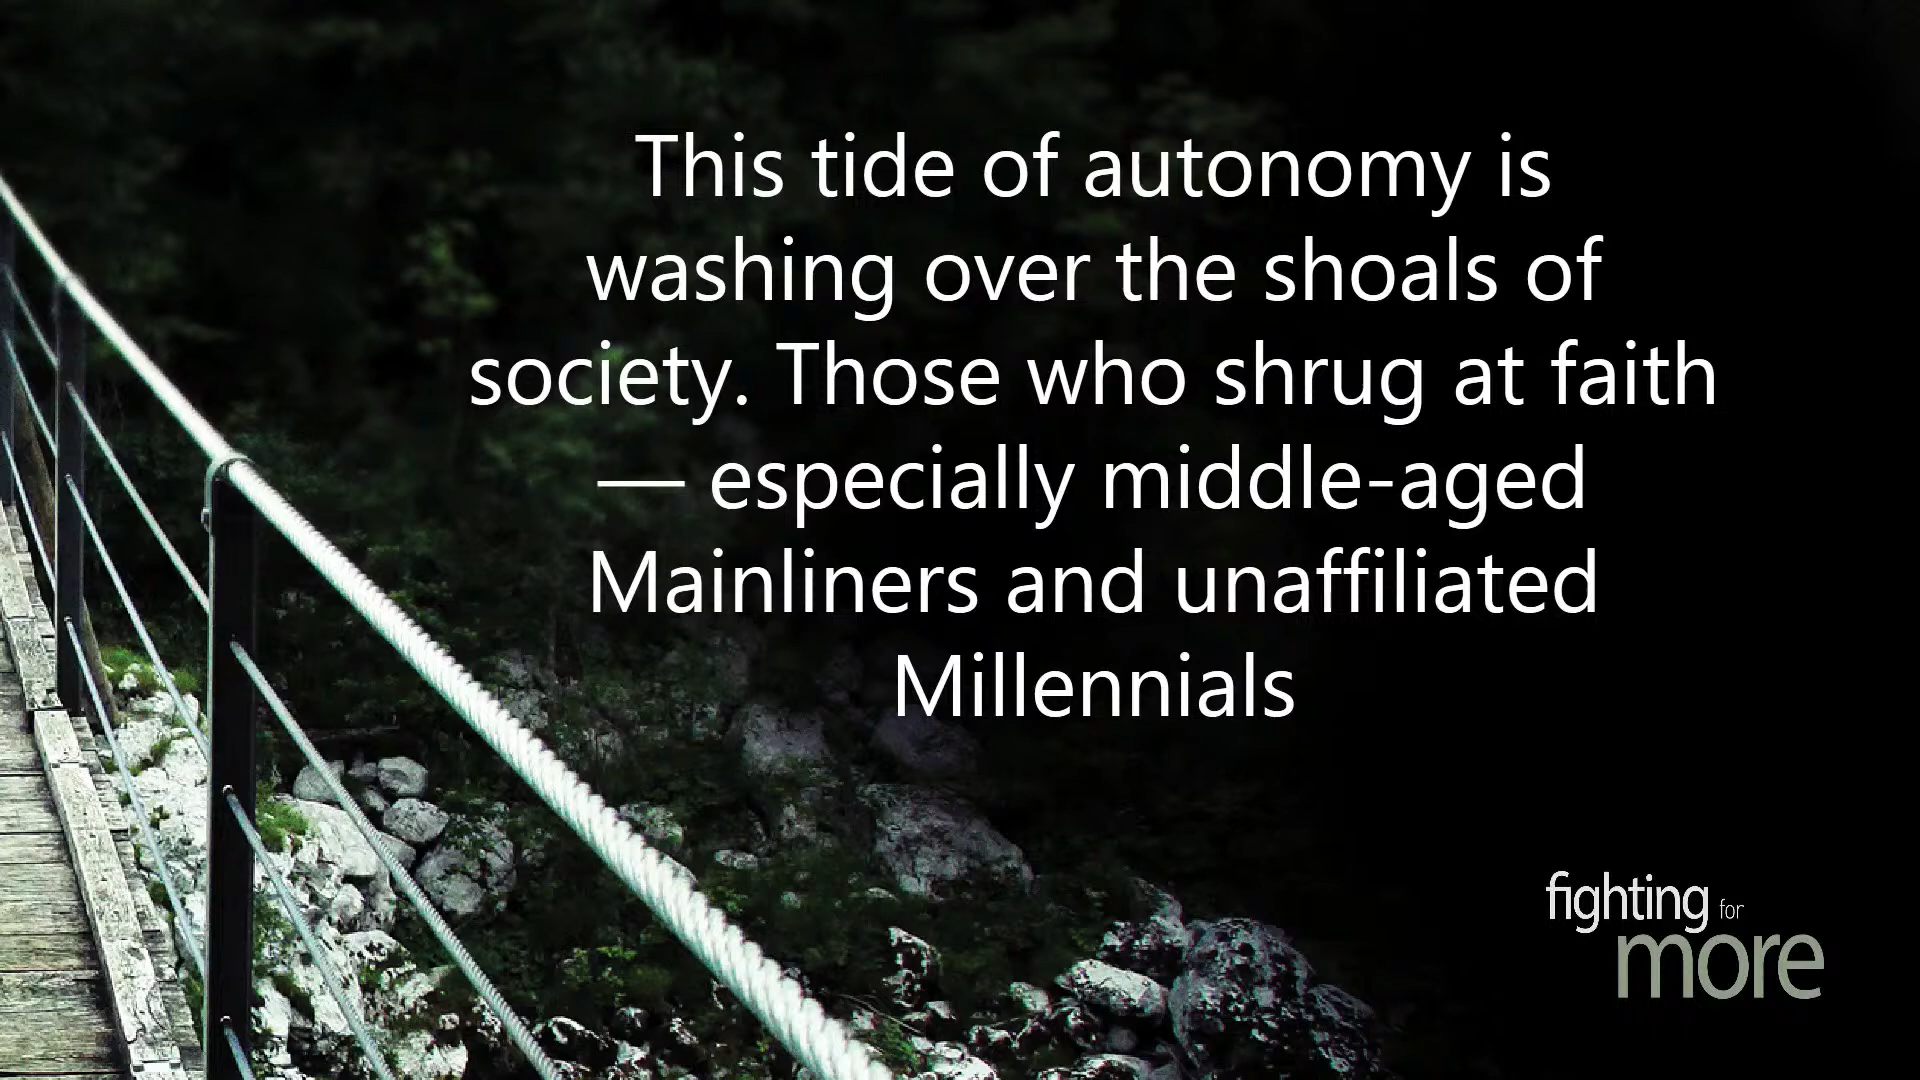 This tide of autonomy is
washing over the shoals of
society. Those who shrug at faith
— especially middle-aged
Mainliners and unaffiliated
Millennials
fighting for
more